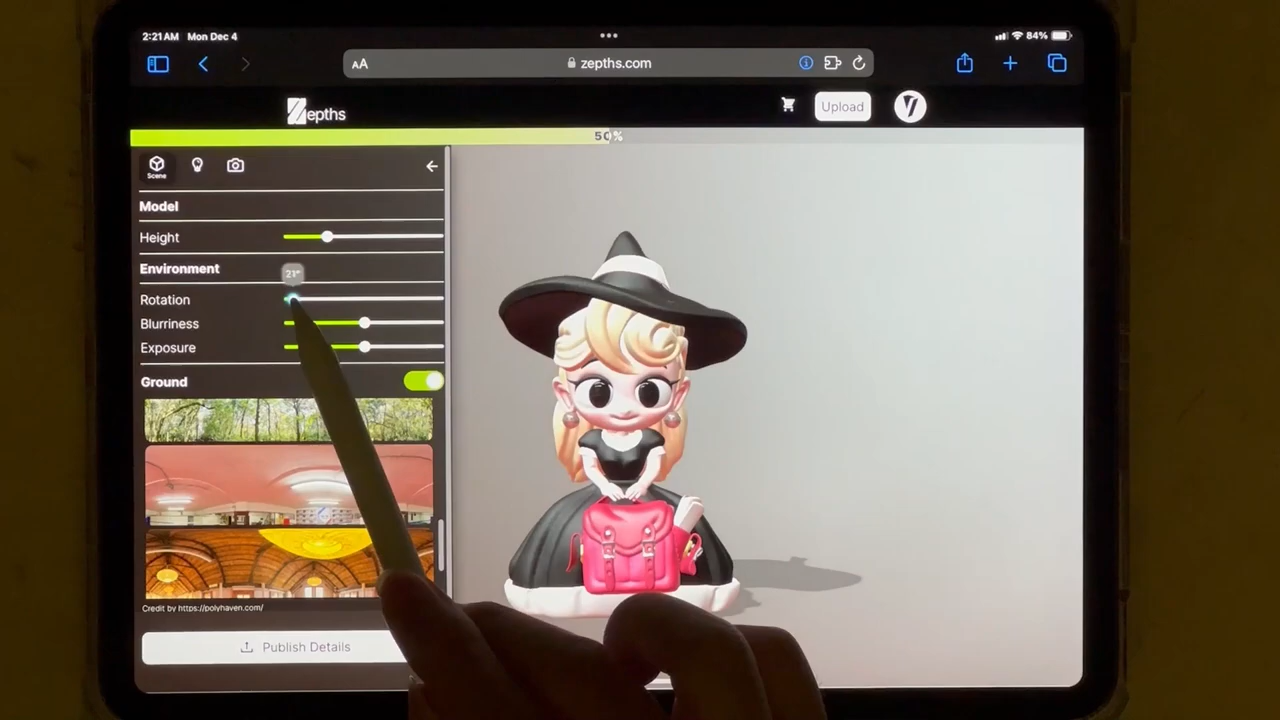 2:21 AM Mon Dec 4
84%
AA
zepths.com
Zepths
Upload
50%
Scene
Model
Height
Environment
21°
Rotation
Blurriness
Exposure
Ground
Credit by https://polyhaven.com/
Publish Details